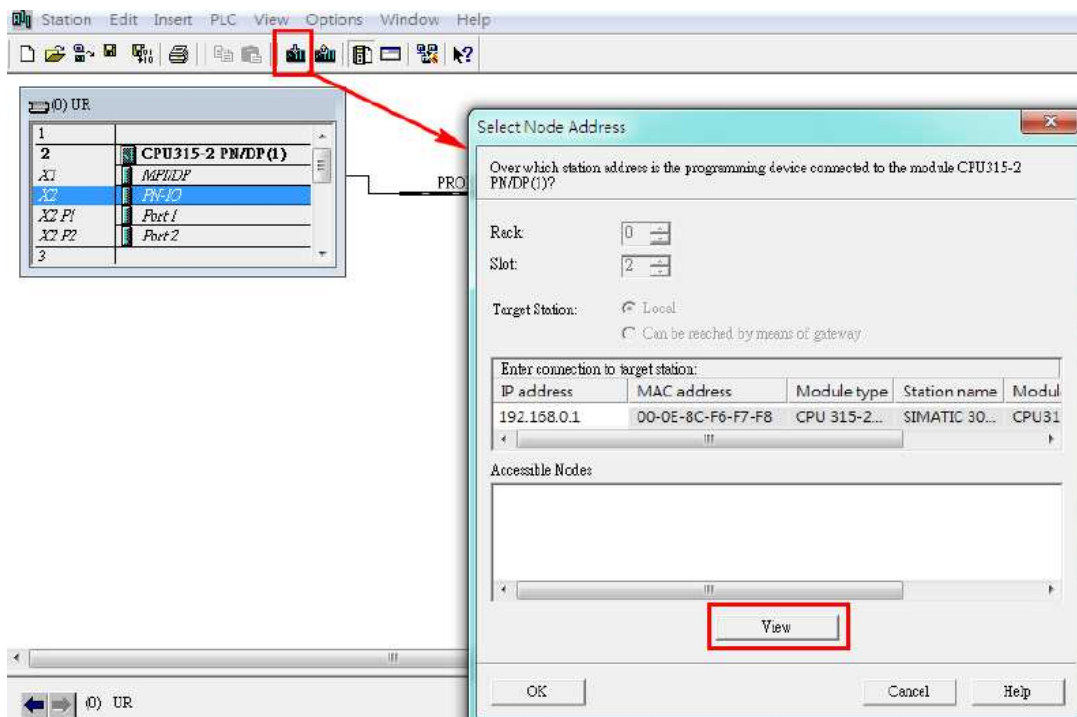 Station Edit Insert PLC View Options Window Help
(0) UR
1
2 CPU315-2 PN/DP(1)
X1 MPI/DP
X2 PN-IO
X2 P1 Port 1
X2 P2 Port 2
3
PRO
Select Node Address
Over which station address is the programming device connected to the module CPU315-2
PN/DP(1)?
Rack: 0
Slot: 2
Target Station: Local
Can be reached by means of gateway
Enter connection to target station:
IP address MAC address Module type Station name Modul
192.168.0.1 00-0E-8C-F6-F7-F8 CPU 315-2... SIMATIC 30... CPU31
Accessible Nodes
View
OK Cancel Help
(0) UR